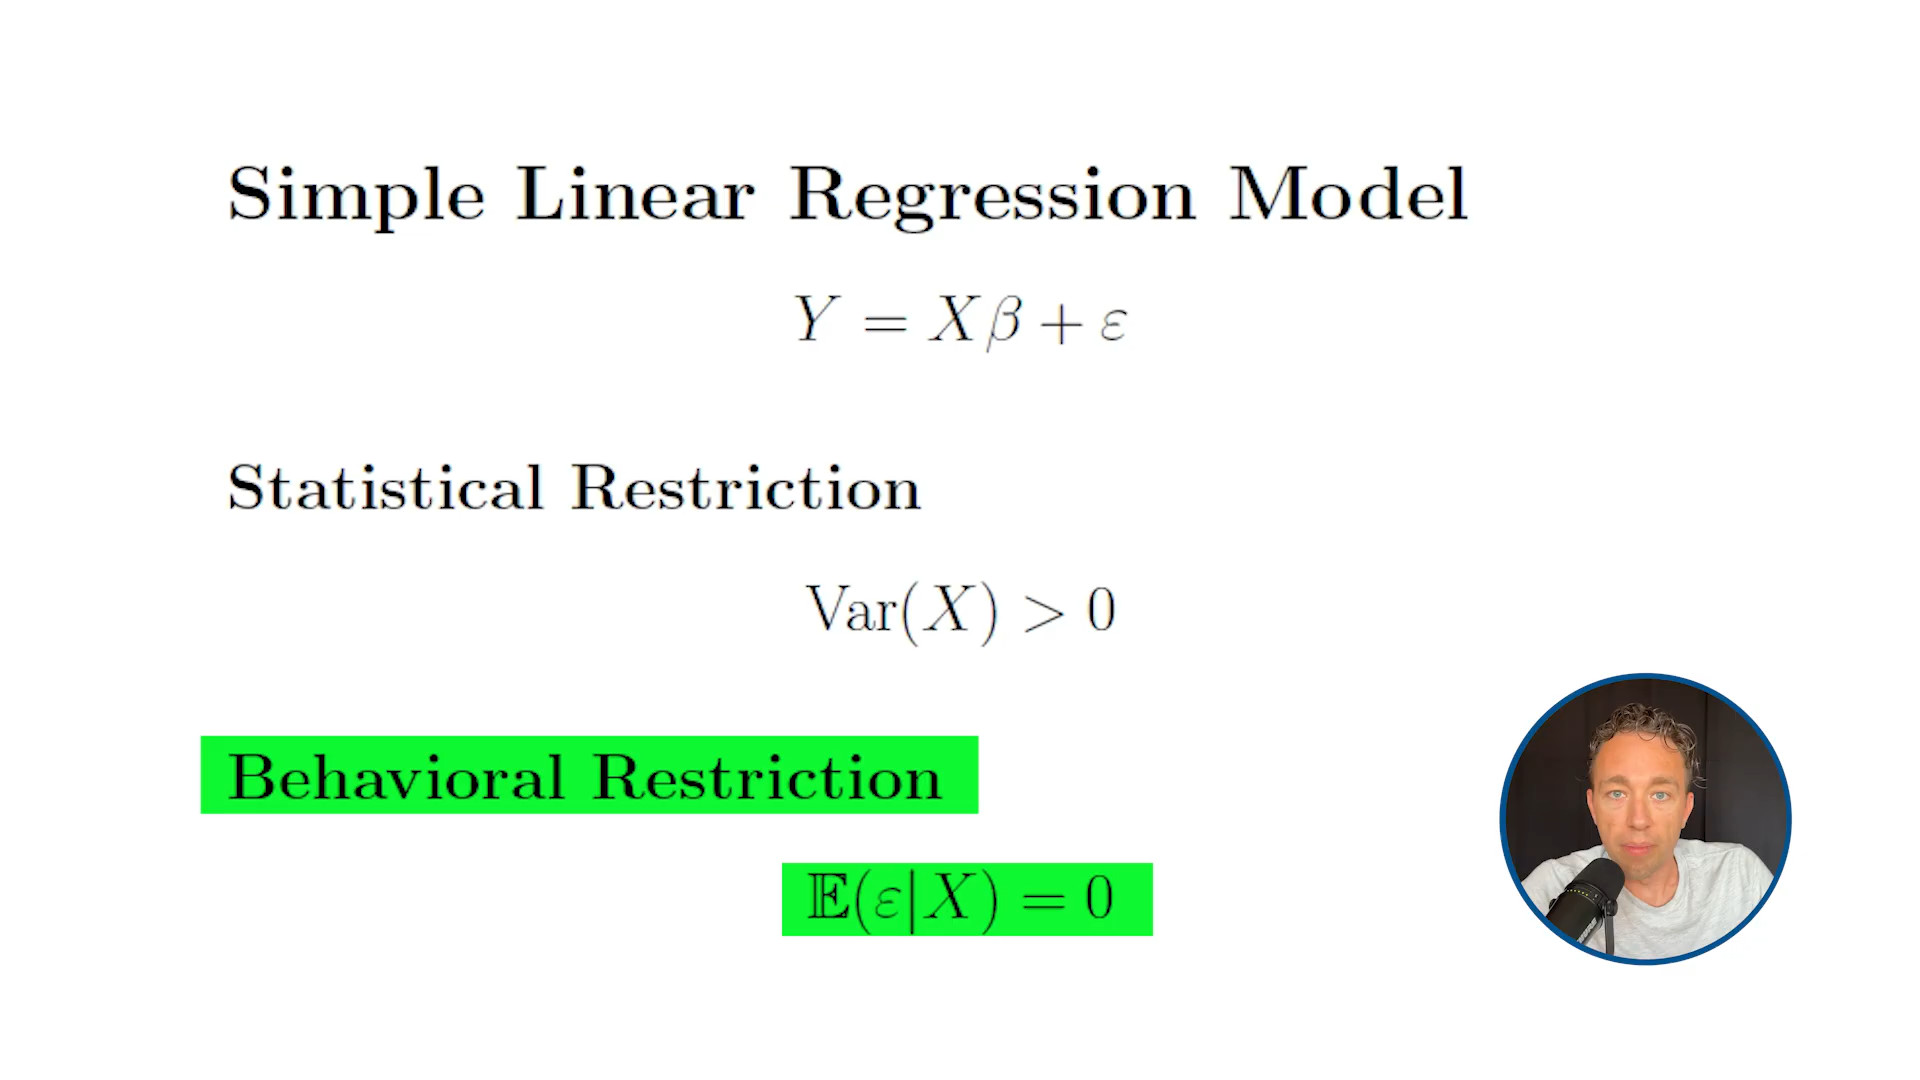 Simple Linear Regression Model
Y = Xβ + ε
Statistical Restriction
Var(X) > 0
Behavioral Restriction
𝔼(ε|X) = 0